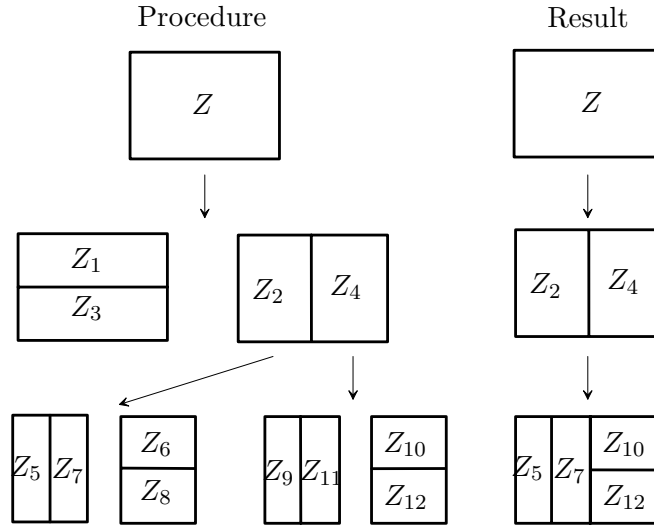 Procedure Result
Z Z
Z₁
Z₂ Z₄ Z₂ Z₄
Z₃
Z₆ Z₁₀ Z₁₀
Z₅ Z₇ Z₉ Z₁₁ Z₅ Z₇
Z₈ Z₁₂ Z₁₂